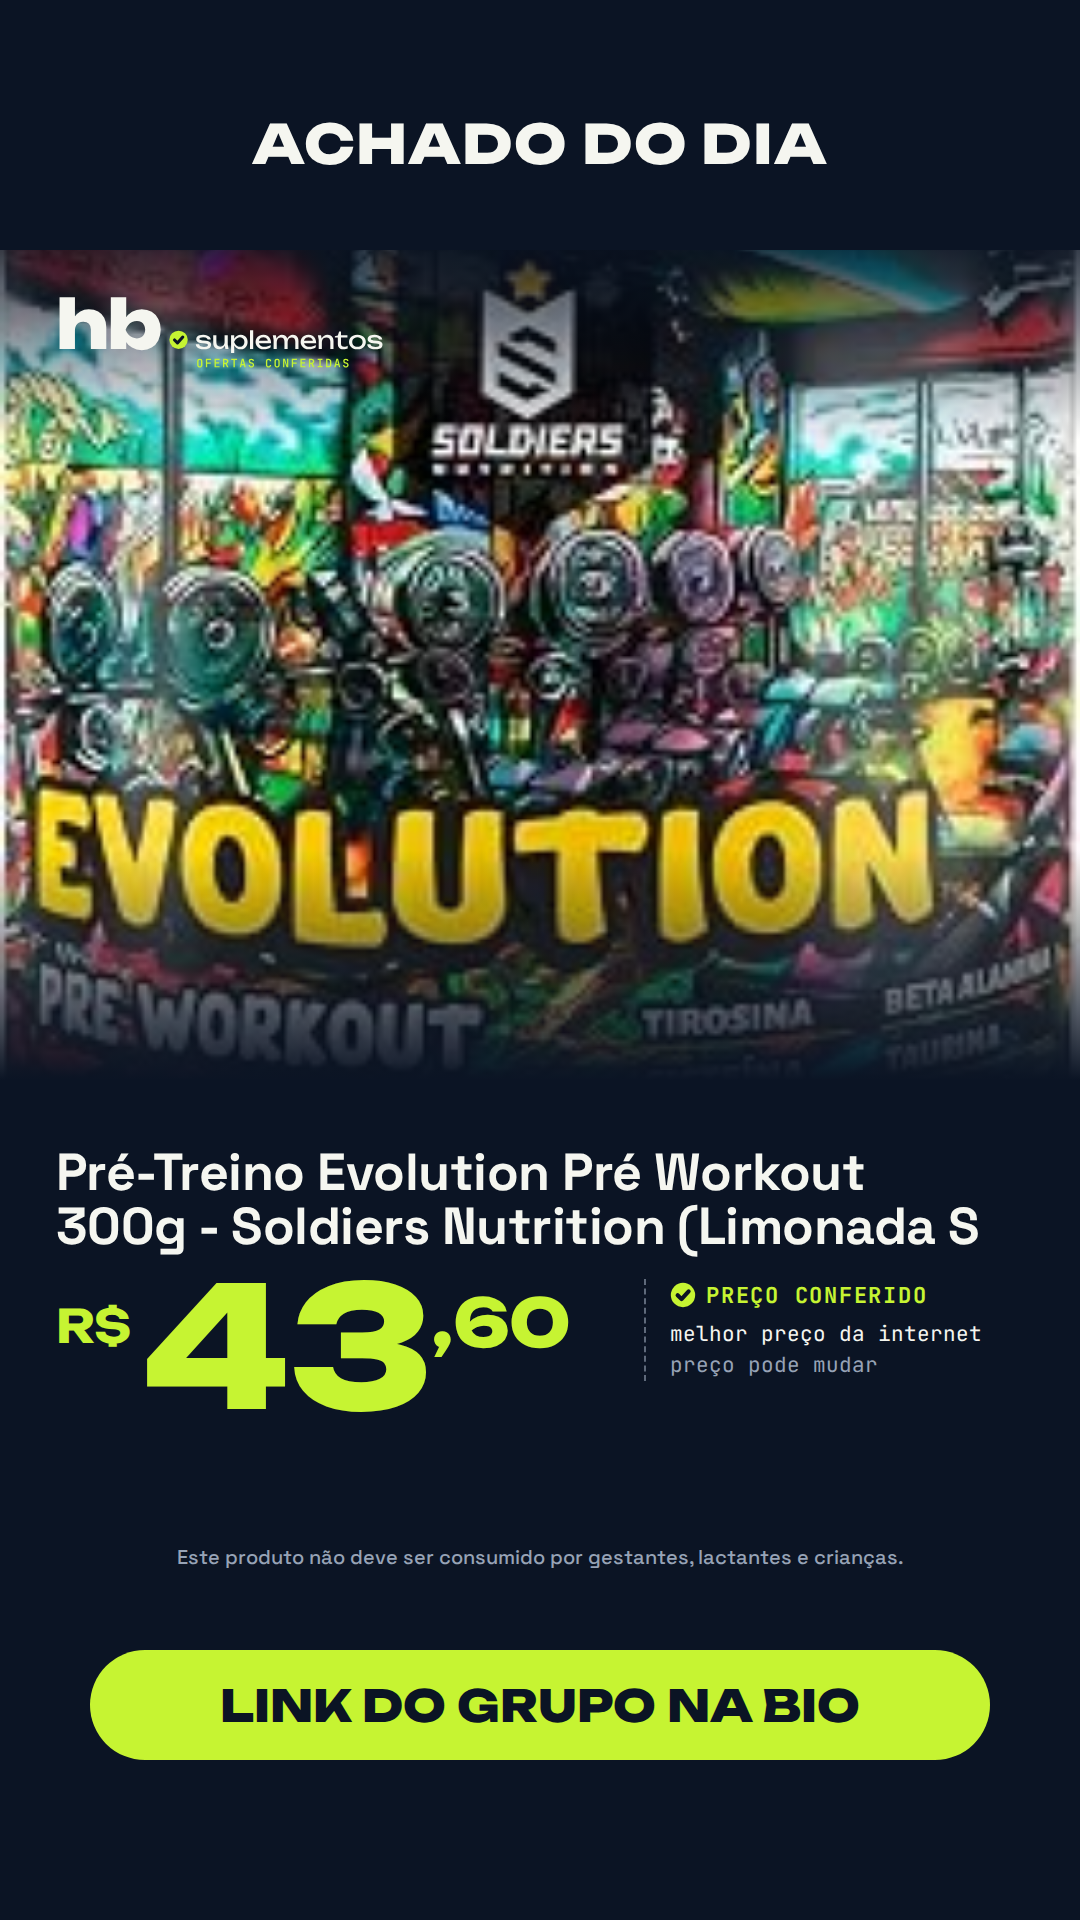 ACHADO DO DIA
hb suplementos
OFERTAS CONFERIDAS
SOLDIERS
NUTRITION
EVOLUTION
PRE WORKOUT
TIROSINA
BETA ALANINA
TAURINA
Pré-Treino Evolution Pré Workout
300g - Soldiers Nutrition (Limonada S
R$ 43,60
PREÇO CONFERIDO
melhor preço da internet
preço pode mudar
Este produto não deve ser consumido por gestantes, lactantes e crianças.
LINK DO GRUPO NA BIO